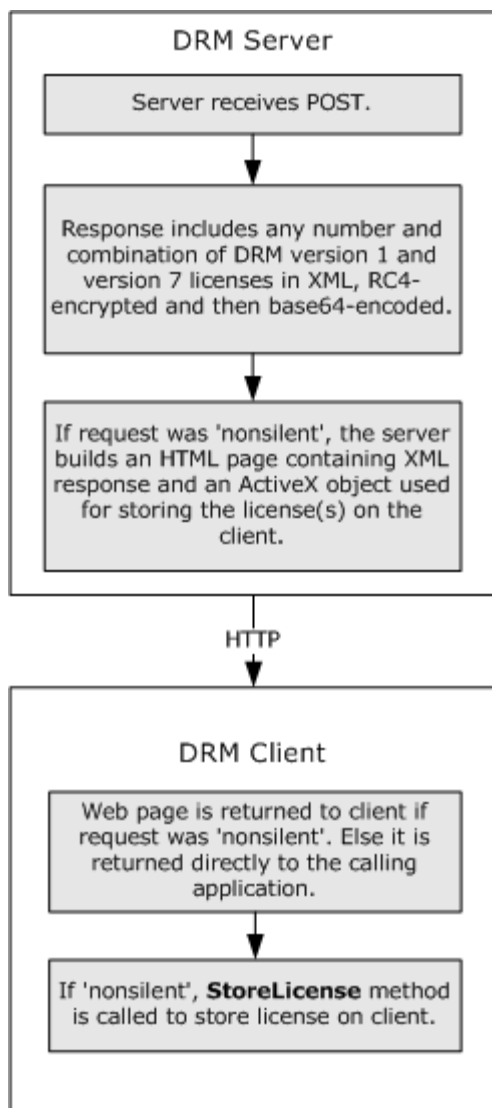 DRM Server
Server receives POST.
Response includes any number and
combination of DRM version 1 and
version 7 licenses in XML, RC4-
encrypted and then base64-encoded.
If request was 'nonsilent', the server
builds an HTML page containing XML
response and an ActiveX object used
for storing the license(s) on the
client.
HTTP
DRM Client
Web page is returned to client if
request was 'nonsilent'. Else it is
returned directly to the calling
application.
If 'nonsilent', StoreLicense method
is called to store license on client.